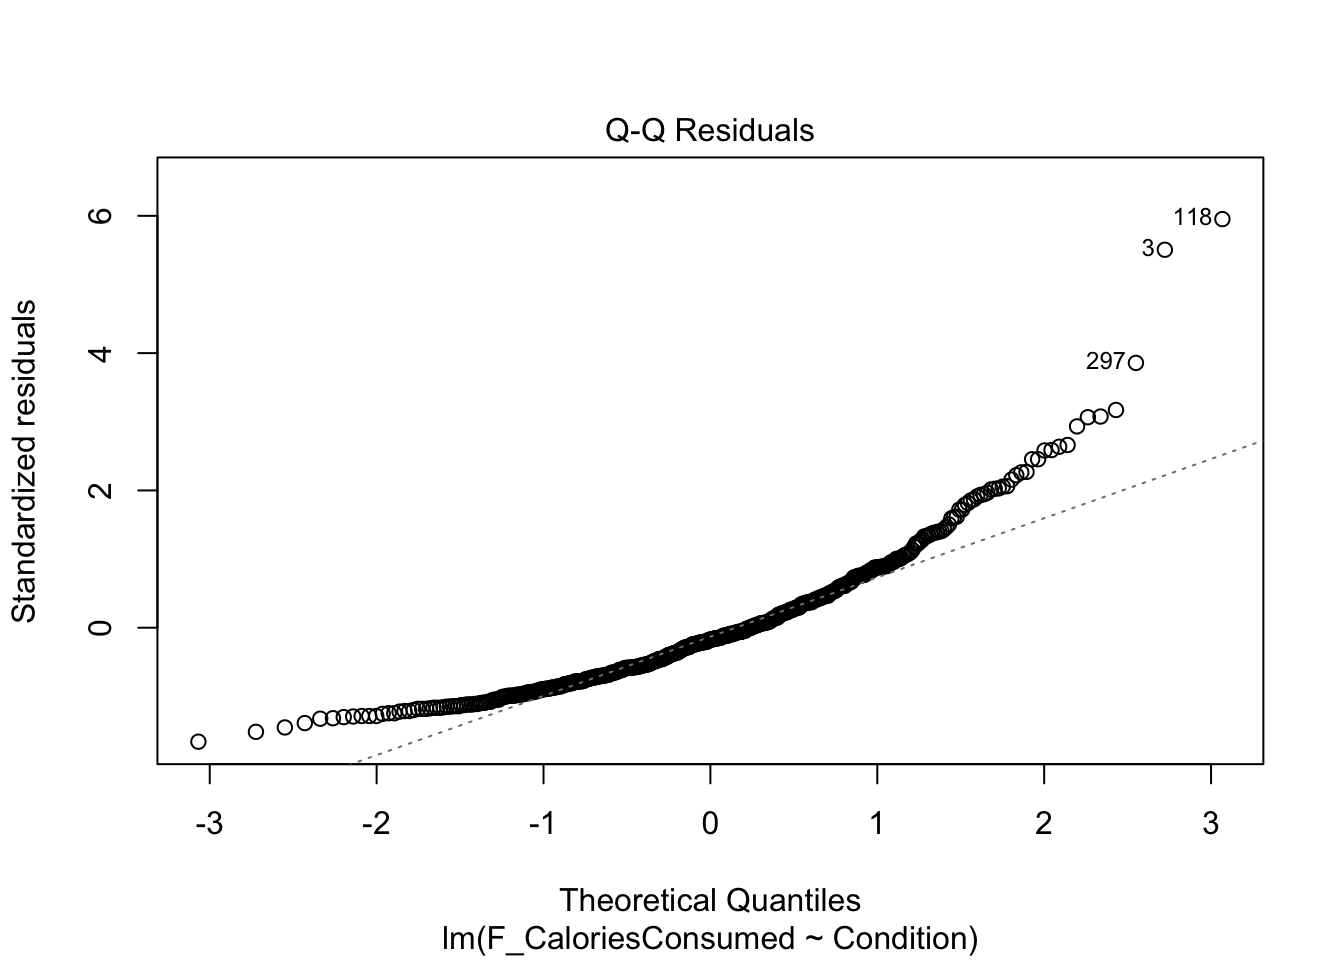 Q-Q Residuals
Standardized residuals
6
4
2
0
118
3
297
-3 -2 -1 0 1 2 3
Theoretical Quantiles
lm(F_CaloriesConsumed ~ Condition)